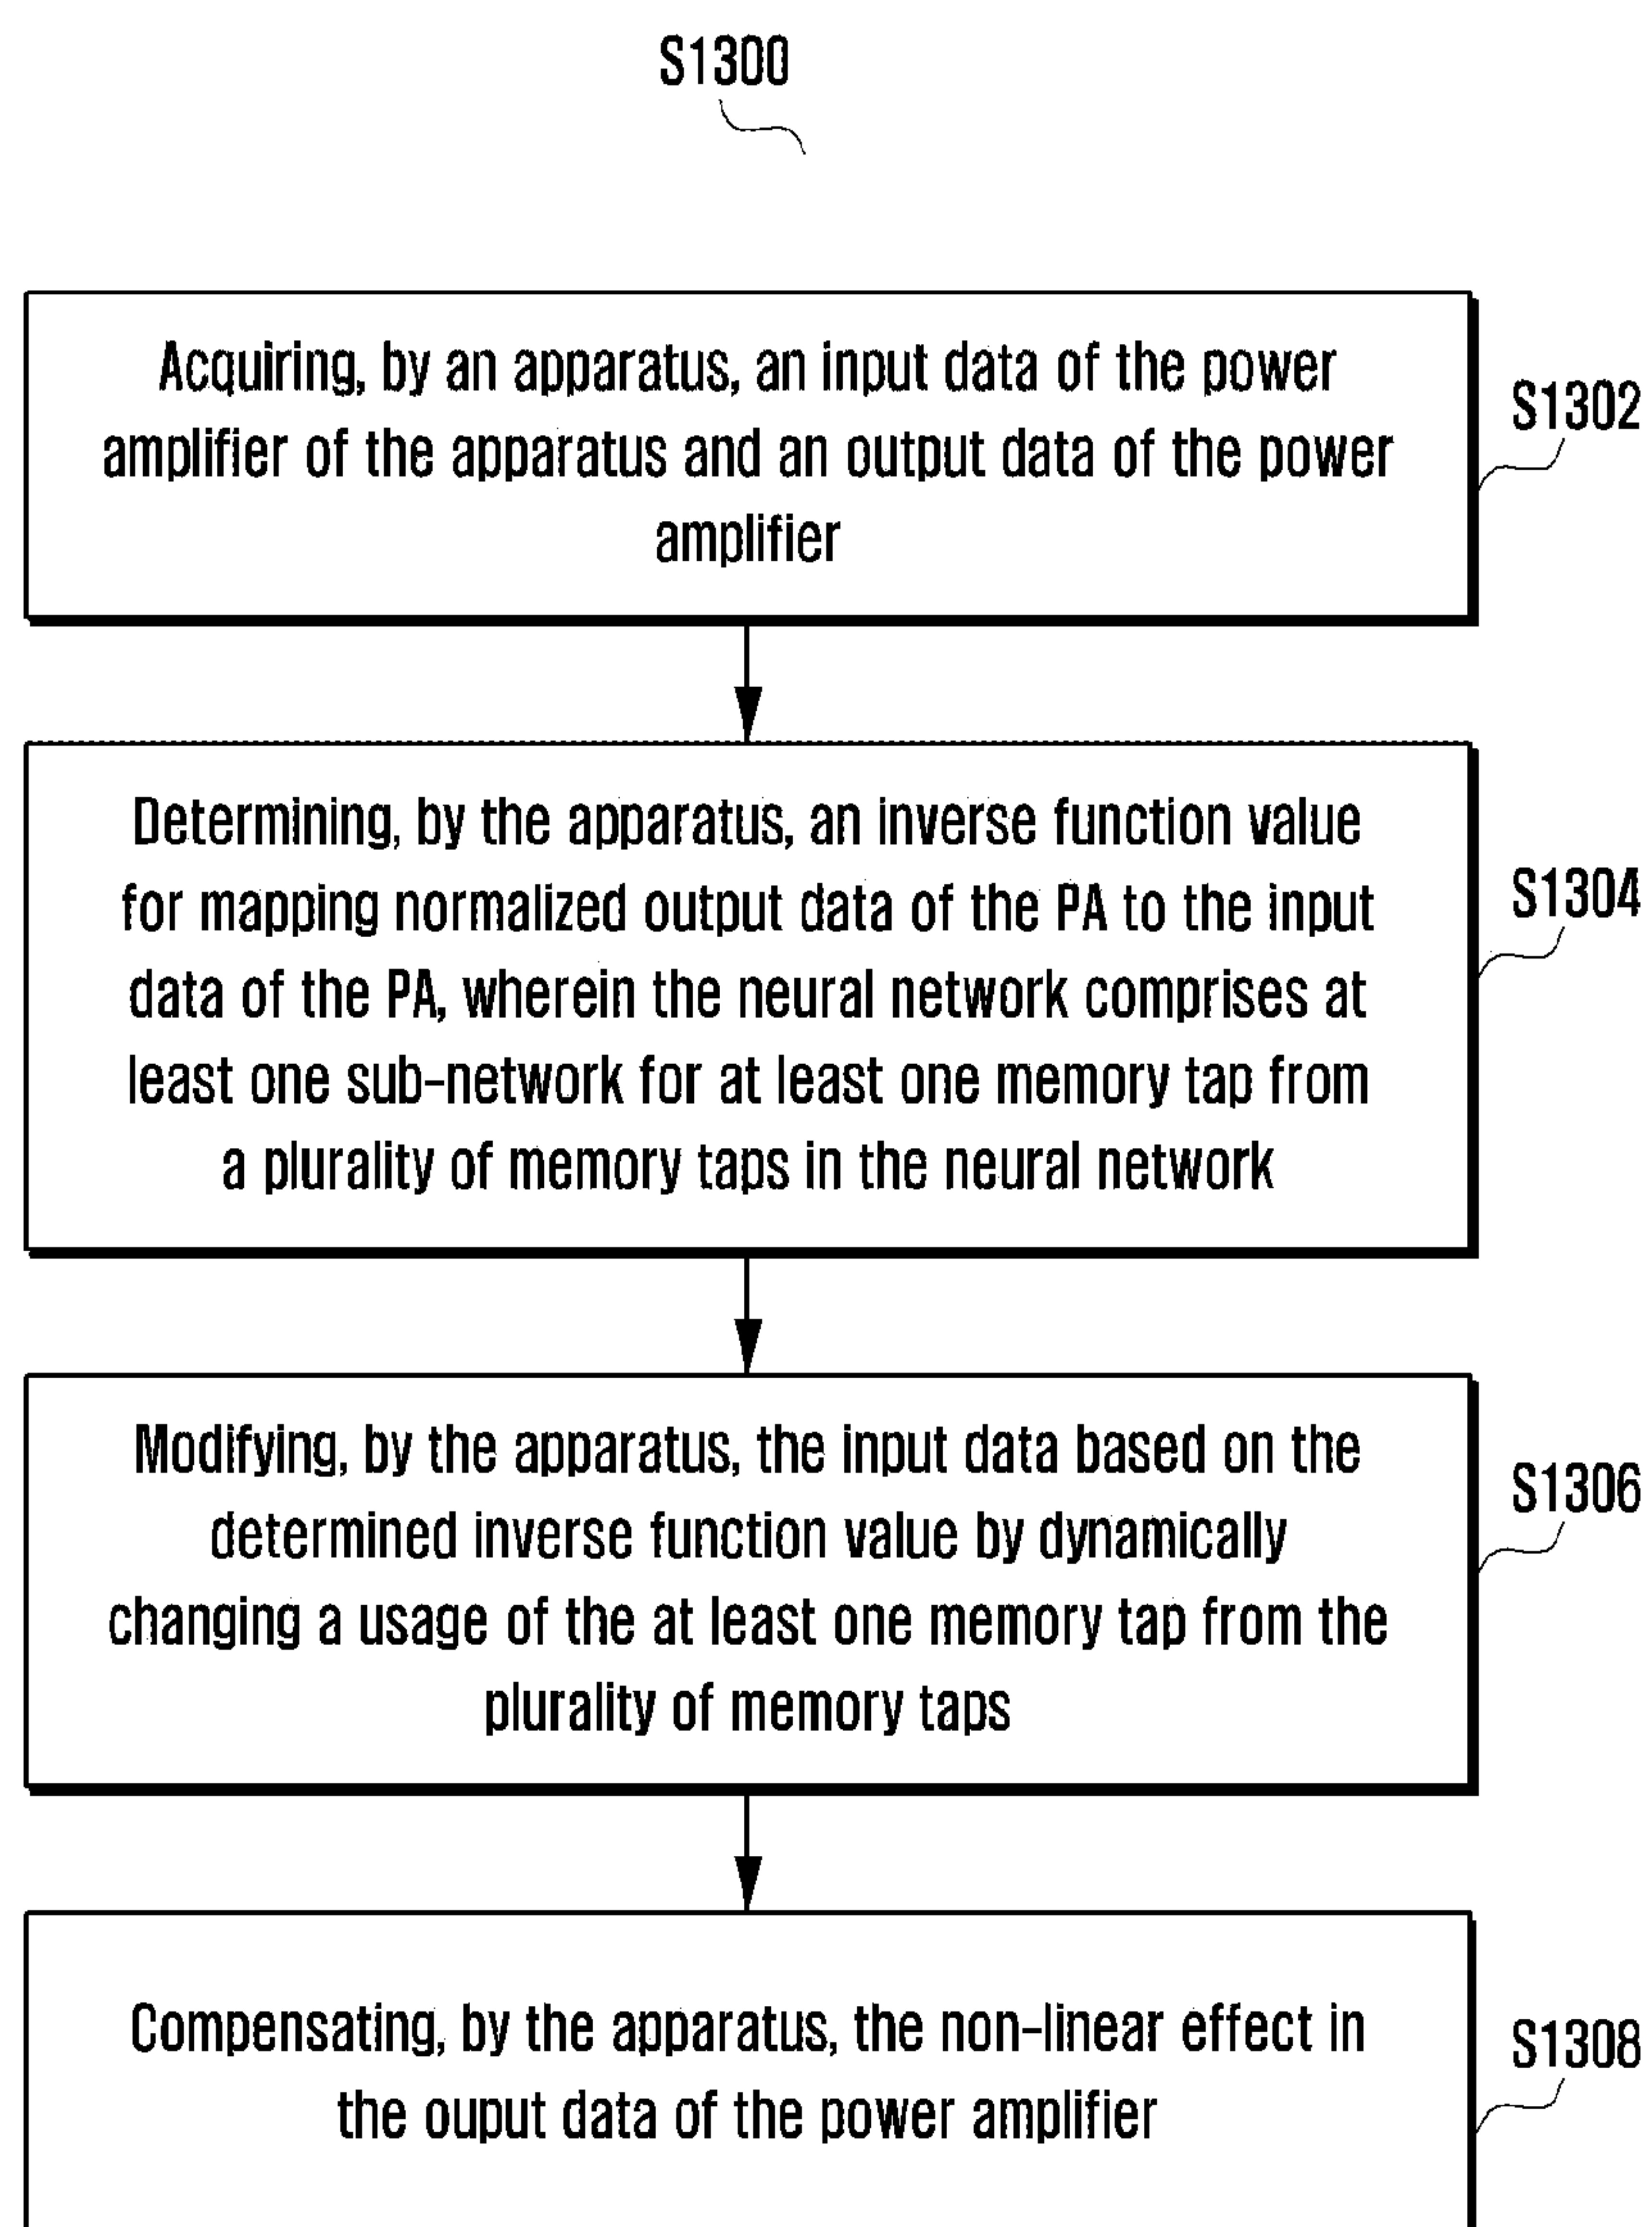 S1300
Acquiring, by an apparatus, an input data of the power
amplifier of the apparatus and an output data of the power
amplifier
S1302
Determining, by the apparatus, an inverse function value
for mapping normalized output data of the PA to the input
data of the PA, wherein the neural network comprises at
least one sub-network for at least one memory tap from
a plurality of memory taps in the neural network
S1304
Modifying, by the apparatus, the input data based on the
determined inverse function value by dynamically
changing a usage of the at least one memory tap from the
plurality of memory taps
S1306
Compensating, by the apparatus, the non-linear effect in
the ouput data of the power amplifier
S1308